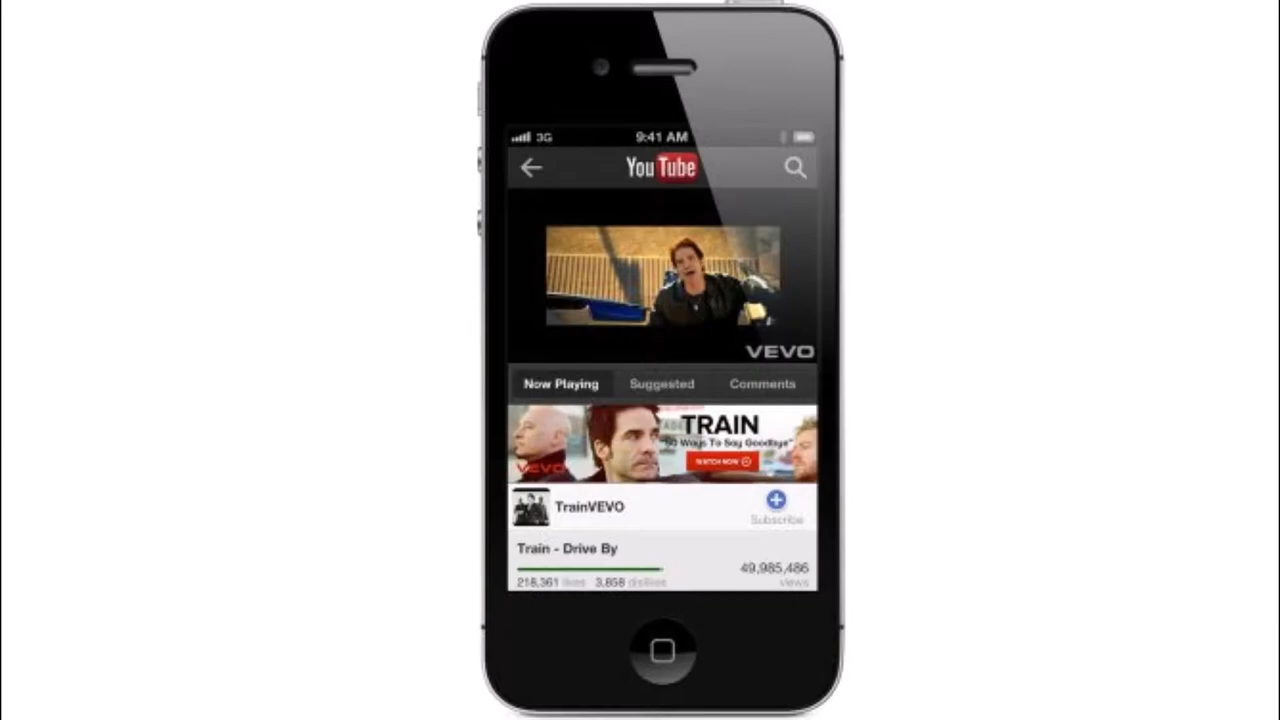 3G 9:41 AM
YouTube
VEVO
Now Playing Suggested Comments
TRAIN
"50 Ways To Say Goodbye"
WATCH NOW
VEVO
TrainVEVO
Subscribe
Train - Drive By
49,985,486
218,361 likes 3,858 dislikes
views